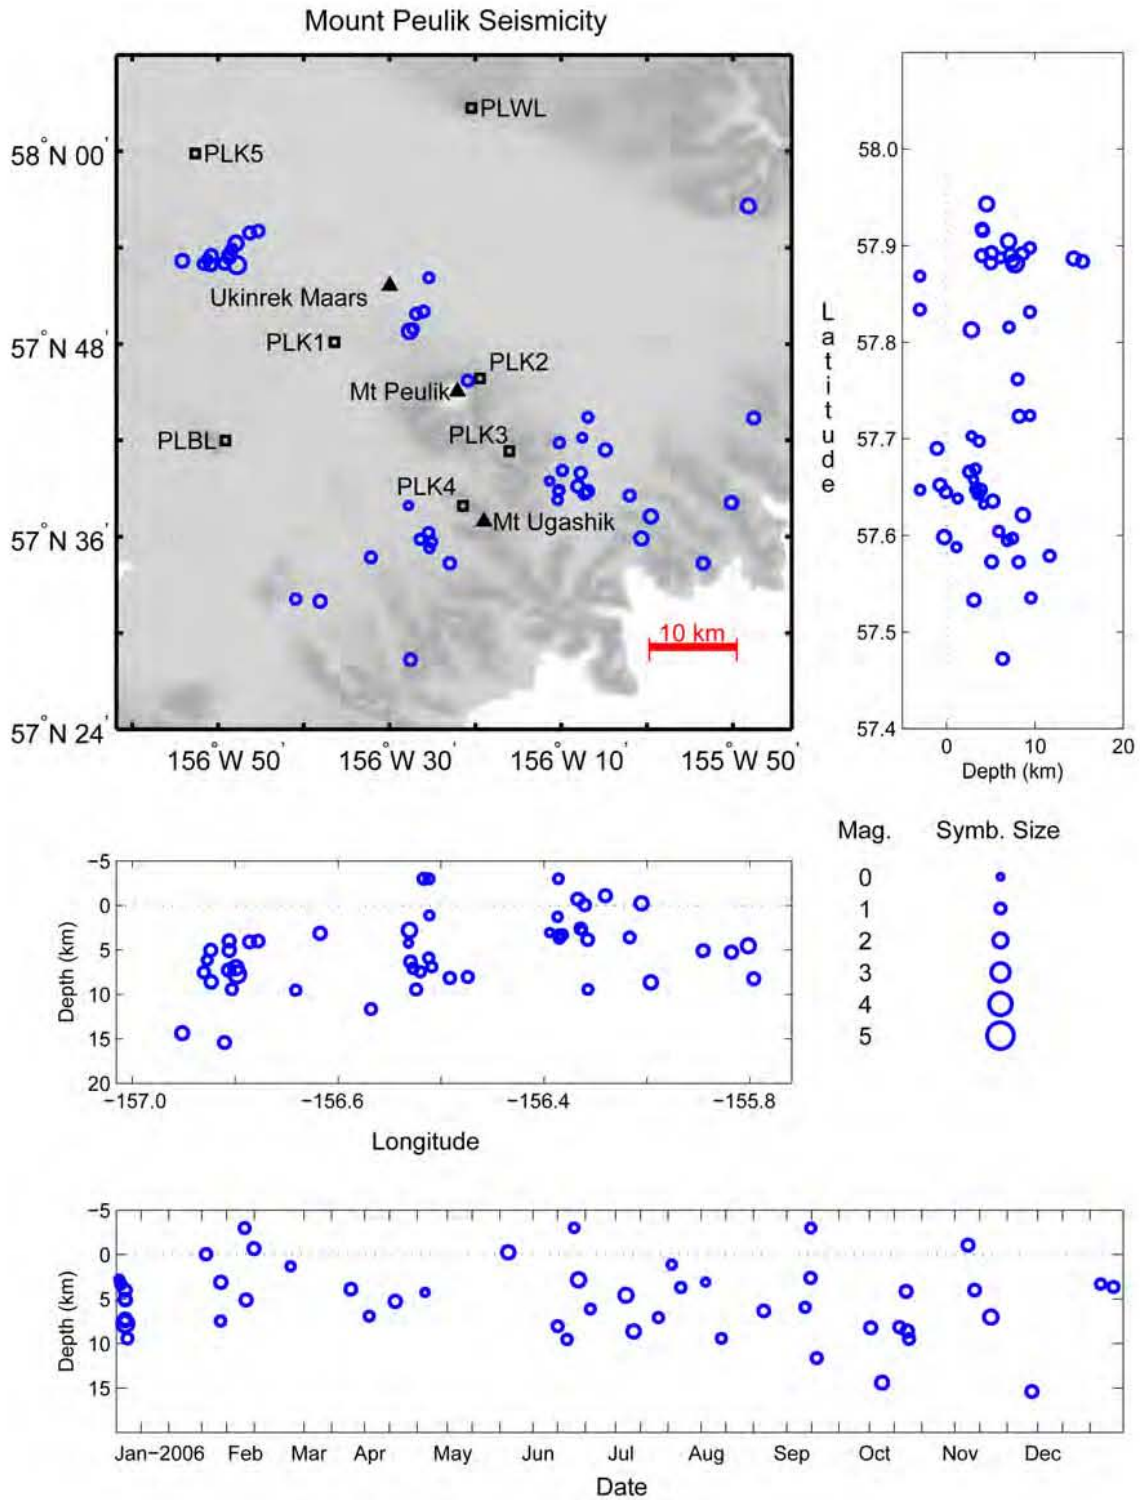 Mount Peulik Seismicity
PLWL
58°N 00'
PLK5
Ukinrek Maars
57°N 48'
PLK1
PLK2
Mt Peulik
PLBL
PLK3
PLK4
Mt Ugashik
57°N 36'
10 km
57°N 24'
156°W 50'
156°W 30'
156°W 10'
155°W 50'
58.0
57.9
57.8
57.7
57.6
57.5
57.4
Latitude
0 10 20
Depth (km)
Mag. Symb. Size
0
1
2
3
4
5
−5
0
5
10
15
20
Depth (km)
−157.0 −156.6 −156.4 −155.8
Longitude
−5
0
5
10
15
Depth (km)
Jan−2006 Feb Mar Apr May Jun Jul Aug Sep Oct Nov Dec
Date